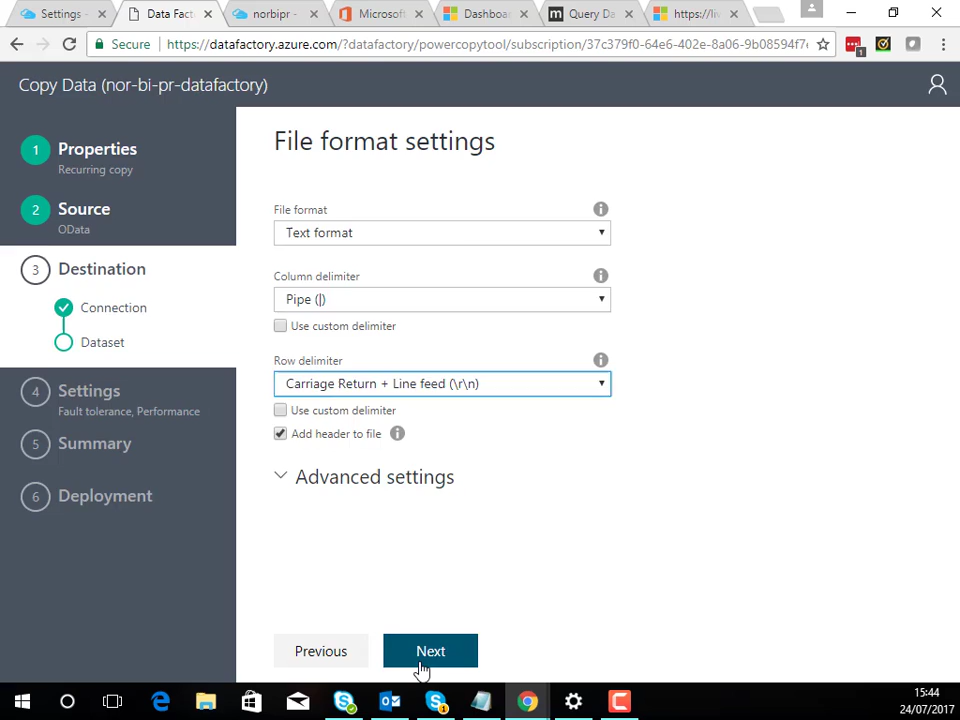 Settings -
Data Fact
norbipr -
Microsoft
Dashboa
Query Da
https://liv
Secure
https://datafactory.azure.com/?datafactory/powercopytool/subscription/37c379f0-64e6-402e-8a06-9b08594f7
1
Copy Data (nor-bi-pr-datafactory)
1 Properties
Recurring copy
2 Source
OData
3 Destination
Connection
Dataset
4 Settings
Fault tolerance, Performance
5 Summary
6 Deployment
File format settings
File format
Text format
Column delimiter
Pipe (|)
Use custom delimiter
Row delimiter
Carriage Return + Line feed (\r\n)
Use custom delimiter
Add header to file
Advanced settings
Previous
Next
15:44
24/07/2017